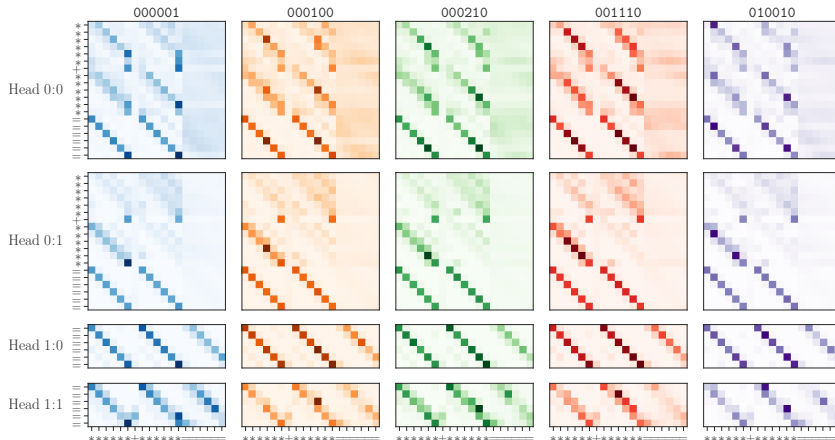 000001 000100 000210 001110 010010
Head 0:0
******+******======
Head 0:1
******+******======
Head 1:0
======
Head 1:1
======
******+******====== ******+******====== ******+******====== ******+******====== ******+******======